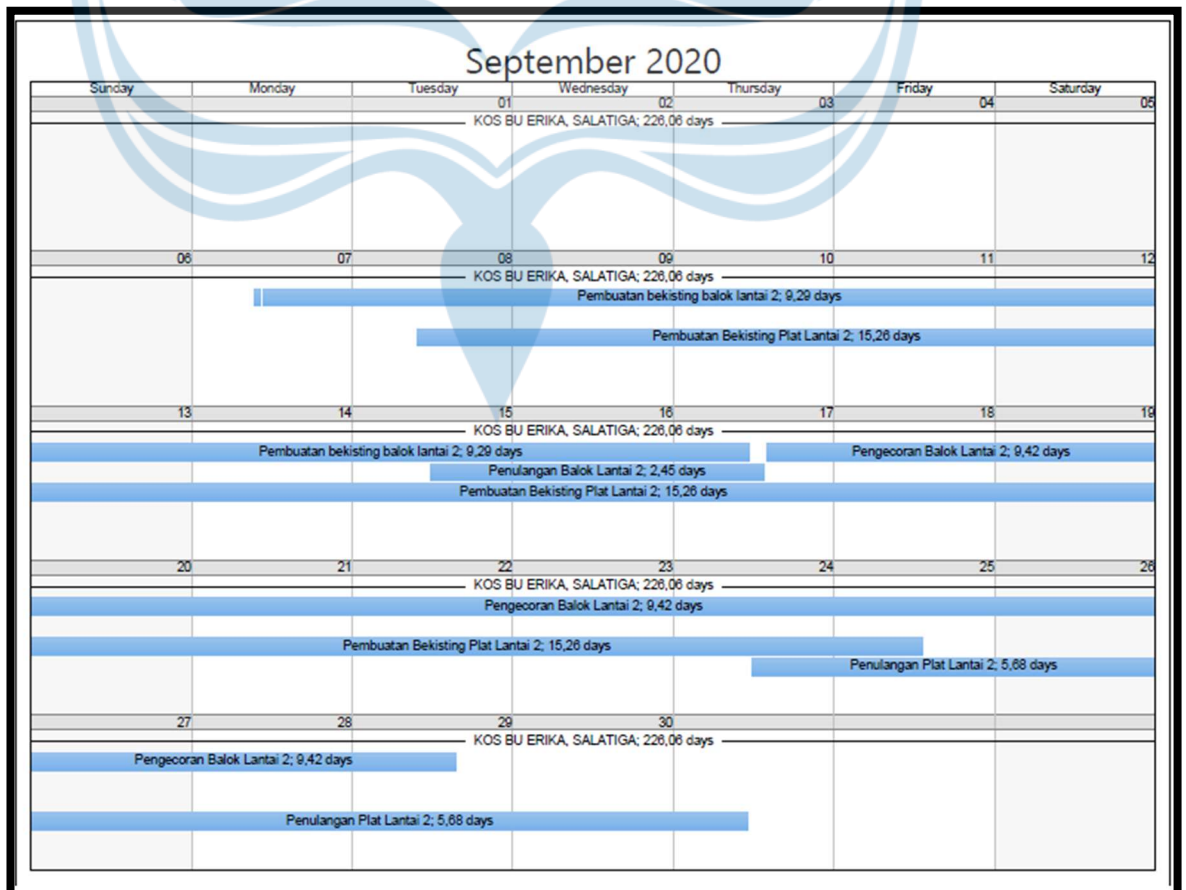 September 2020
Sunday Monday Tuesday Wednesday Thursday Friday Saturday
01 02 03 04 05
KOS BU ERIKA, SALATIGA; 226,06 days
06 07 08 09 10 11 12
KOS BU ERIKA, SALATIGA; 226,06 days
Pembuatan bekisting balok lantai 2; 9,29 days
Pembuatan Bekisting Plat Lantai 2; 15,26 days
13 14 15 16 17 18 19
KOS BU ERIKA, SALATIGA; 226,06 days
Pembuatan bekisting balok lantai 2; 9,29 days Pengecoran Balok Lantai 2; 9,42 days
Penulangan Balok Lantai 2; 2,45 days
Pembuatan Bekisting Plat Lantai 2; 15,26 days
20 21 22 23 24 25 26
KOS BU ERIKA, SALATIGA; 226,06 days
Pengecoran Balok Lantai 2; 9,42 days
Pembuatan Bekisting Plat Lantai 2; 15,26 days
Penulangan Plat Lantai 2; 5,68 days
27 28 29 30
KOS BU ERIKA, SALATIGA; 226,06 days
Pengecoran Balok Lantai 2; 9,42 days
Penulangan Plat Lantai 2; 5,68 days